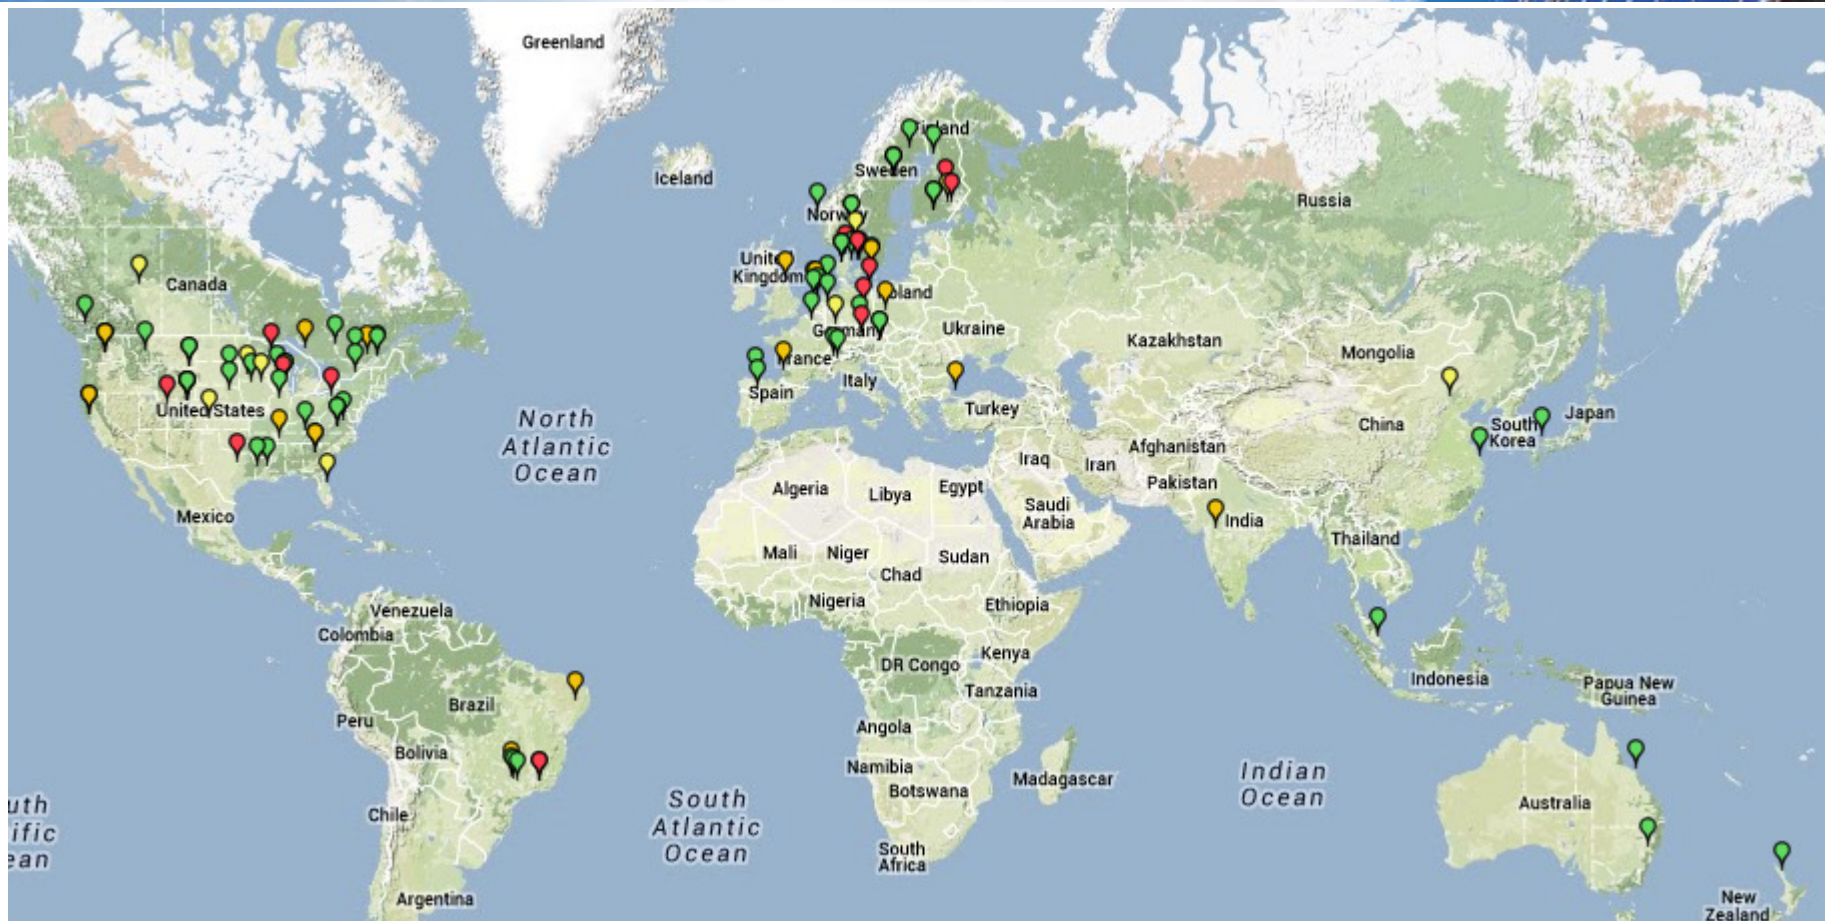 Greenland
Finland
Iceland
Sweden
Russia
Norway
United
Kingdom
Canada
Poland
Germany
Ukraine
Kazakhstan
Mongolia
France
Italy
Spain
United States
Turkey
China
South
Korea
Japan
North
Atlantic
Ocean
Afghanistan
Iraq
Iran
Pakistan
Algeria
Libya
Egypt
Saudi
Arabia
India
Mexico
Thailand
Mali
Niger
Sudan
Chad
Nigeria
Ethiopia
Venezuela
Colombia
DR Congo
Kenya
Tanzania
Indonesia
Papua New
Guinea
Brazil
Peru
Angola
Bolivia
Namibia
Botswana
Madagascar
Indian
Ocean
Australia
South
Atlantic
Ocean
Chile
uth
ific
ean
South
Africa
Argentina
New
Zealand